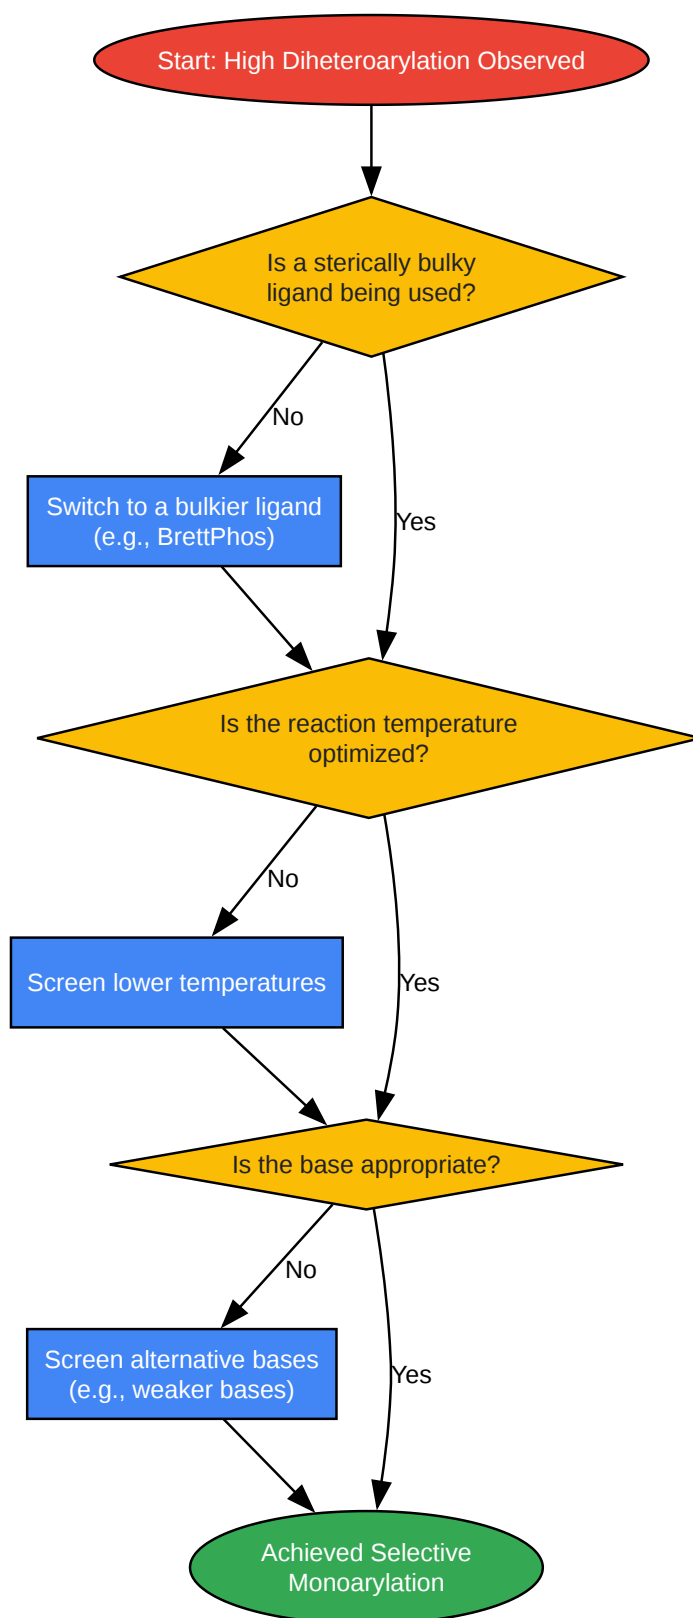 Start: High Diheteroarylation Observed
Is a sterically bulky
ligand being used?
No
Switch to a bulkier ligand
(e.g., BrettPhos)
Yes
Is the reaction temperature
optimized?
No
Screen lower temperatures
Yes
Is the base appropriate?
No
Screen alternative bases
(e.g., weaker bases)
Yes
Achieved Selective
Monoarylation